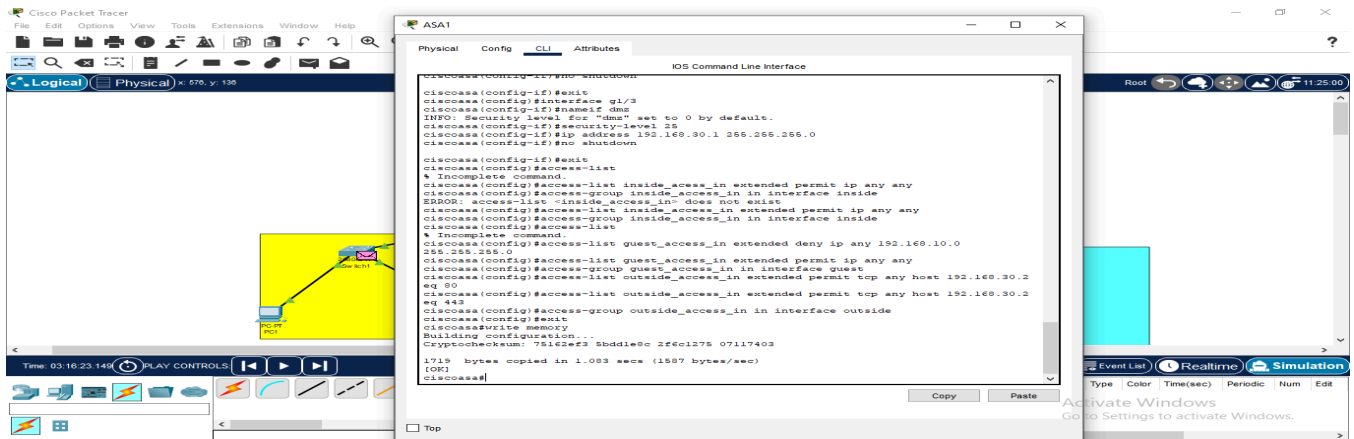 Cisco Packet Tracer
File Edit Options View Tools Extensions Window Help
ASA1
Physical Config CLI Attributes
IOS Command Line Interface
Logical Physical x: 576, y: 136
Root 11:25:00
ciscoasa(config-if)#no shutdown
ciscoasa(config-if)#exit
ciscoasa(config)#interface g1/3
ciscoasa(config-if)#nameif dmz
INFO: Security level for "dmz" set to 0 by default.
ciscoasa(config-if)#security-level 25
ciscoasa(config-if)#ip address 192.168.30.1 255.255.255.0
ciscoasa(config-if)#no shutdown
ciscoasa(config-if)#exit
ciscoasa(config)#access-list
% Incomplete command.
ciscoasa(config)#access-list inside_acess_in extended permit ip any any
ciscoasa(config)#access-group inside_access_in in interface inside
ERROR: access-list <inside_access_in> does not exist
ciscoasa(config)#access-list inside_access_in extended permit ip any any
ciscoasa(config)#access-group inside_access_in in interface inside
ciscoasa(config)#access-list
% Incomplete command.
ciscoasa(config)#access-list guest_access_in extended deny ip any 192.168.10.0
255.255.255.0
ciscoasa(config)#access-list guest_access_in extended permit ip any any
ciscoasa(config)#access-group guest_access_in in interface guest
ciscoasa(config)#access-list outside_access_in extended permit tcp any host 192.168.30.2
eq 80
ciscoasa(config)#access-list outside_access_in extended permit tcp any host 192.168.30.2
eq 443
ciscoasa(config)#access-group outside_access_in in interface outside
ciscoasa(config)#exit
ciscoasa#write memory
Building configuration...
Cryptochecksum: 75162ef3 5bdd1e8c 2f6c1275 07117403
1719 bytes copied in 1.083 secs (1587 bytes/sec)
[OK]
ciscoasa#
Switch1
PC-PT
PC1
Time: 03:16:23.149 PLAY CONTROLS:
Event List Realtime Simulation
Copy Paste
Type Color Time(sec) Periodic Num Edit
Activate Windows
Go to Settings to activate Windows.
Top